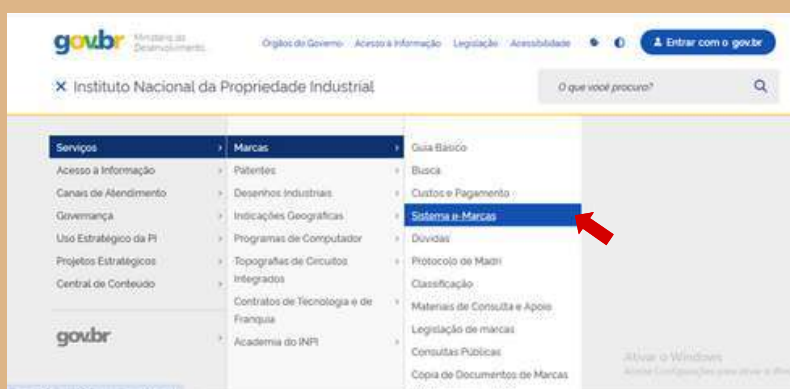 gov.br Ministério do
Desenvolvimento
Órgãos do Governo Acesso à Informação Legislação Acessibilidade
Entrar com o gov.br
Instituto Nacional da Propriedade Industrial
O que você procura?
Serviços
Acesso à Informação
Canais de Atendimento
Governança
Uso Estratégico da PI
Projetos Estratégicos
Central de Conteúdo
gov.br
Marcas
Patentes
Desenhos Industriais
Indicações Geográficas
Programas de Computador
Topografias de Circuitos
Integrados
Contratos de Tecnologia e de
Franquia
Academia do INPI
Guia Básico
Busca
Custos e Pagamento
Sistema e-Marcas
Dúvidas
Protocolo de Madri
Classificação
Materiais de Consulta e Apoio
Legislação de marcas
Consultas Públicas
Cópia de Documentos de Marcas
Ativar o Windows